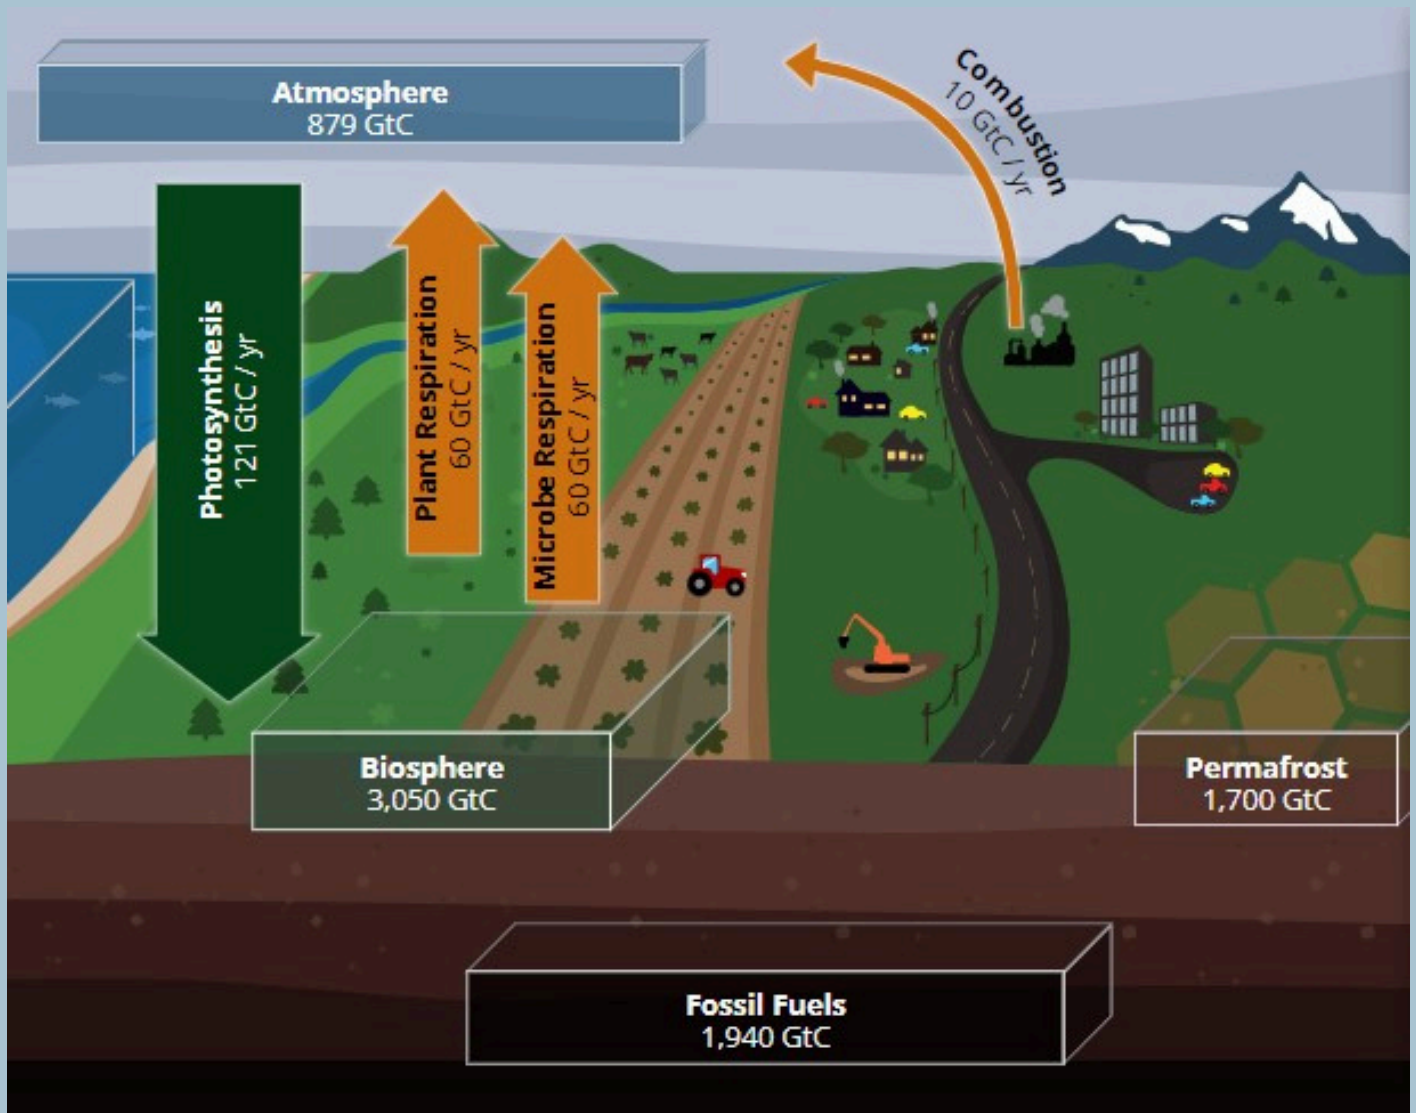 Atmosphere
879 GtC
Combustion
10 GtC / yr
Photosynthesis
121 GtC / yr
Plant Respiration
60 GtC / yr
Microbe Respiration
60 GtC / yr
Biosphere
3,050 GtC
Permafrost
1,700 GtC
Fossil Fuels
1,940 GtC